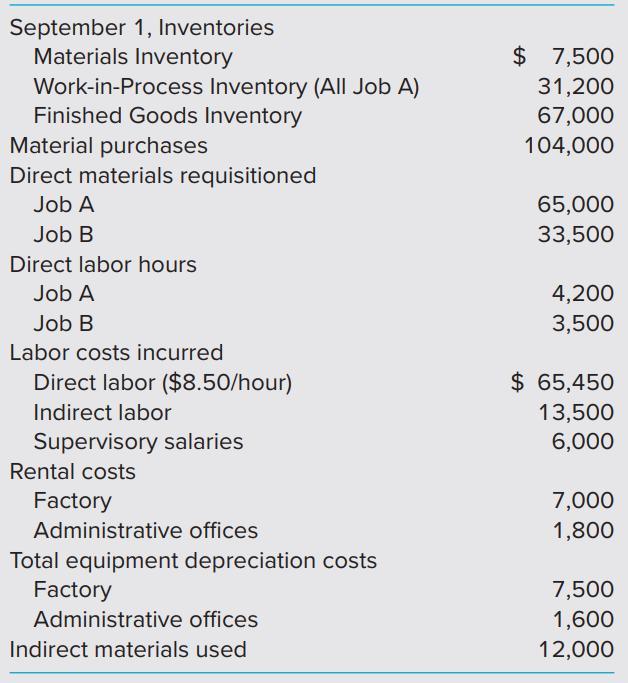 September 1, Inventories
Materials Inventory $ 7,500
Work-in-Process Inventory (All Job A) 31,200
Finished Goods Inventory 67,000
Material purchases 104,000
Direct materials requisitioned
Job A 65,000
Job B 33,500
Direct labor hours
Job A 4,200
Job B 3,500
Labor costs incurred
Direct labor ($8.50/hour) $ 65,450
Indirect labor 13,500
Supervisory salaries 6,000
Rental costs
Factory 7,000
Administrative offices 1,800
Total equipment depreciation costs
Factory 7,500
Administrative offices 1,600
Indirect materials used 12,000